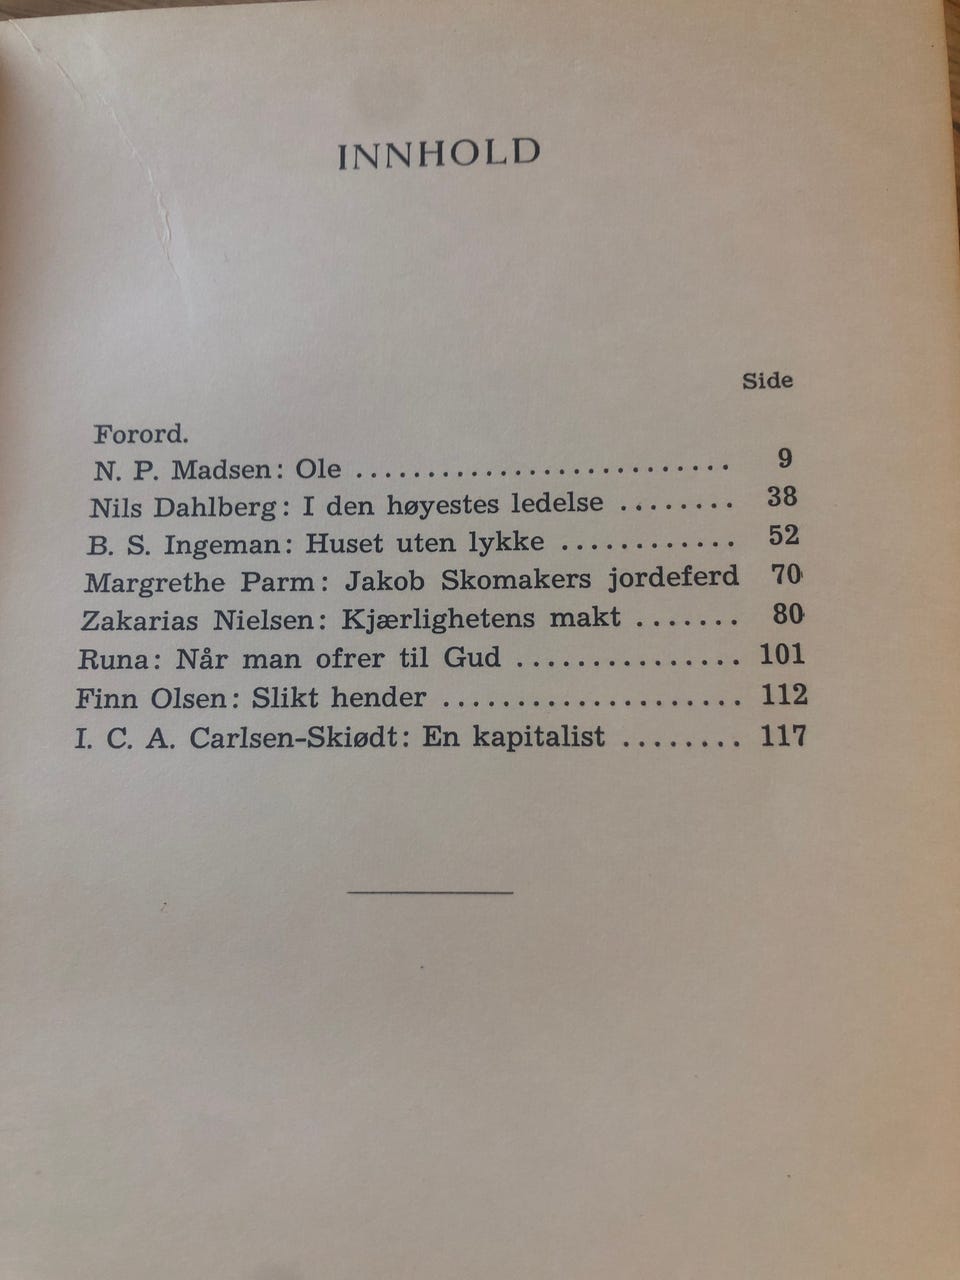 INNHOLD
Side
Forord.
N. P. Madsen: Ole .......................... 9
Nils Dahlberg: I den høyestes ledelse ........ 38
B. S. Ingeman: Huset uten lykke ............ 52
Margrethe Parm: Jakob Skomakers jordeferd 70
Zakarias Nielsen: Kjærlighetens makt ....... 80
Runa: Når man ofrer til Gud ............... 101
Finn Olsen: Slikt hender .................... 112
I. C. A. Carlsen-Skiødt: En kapitalist ........ 117